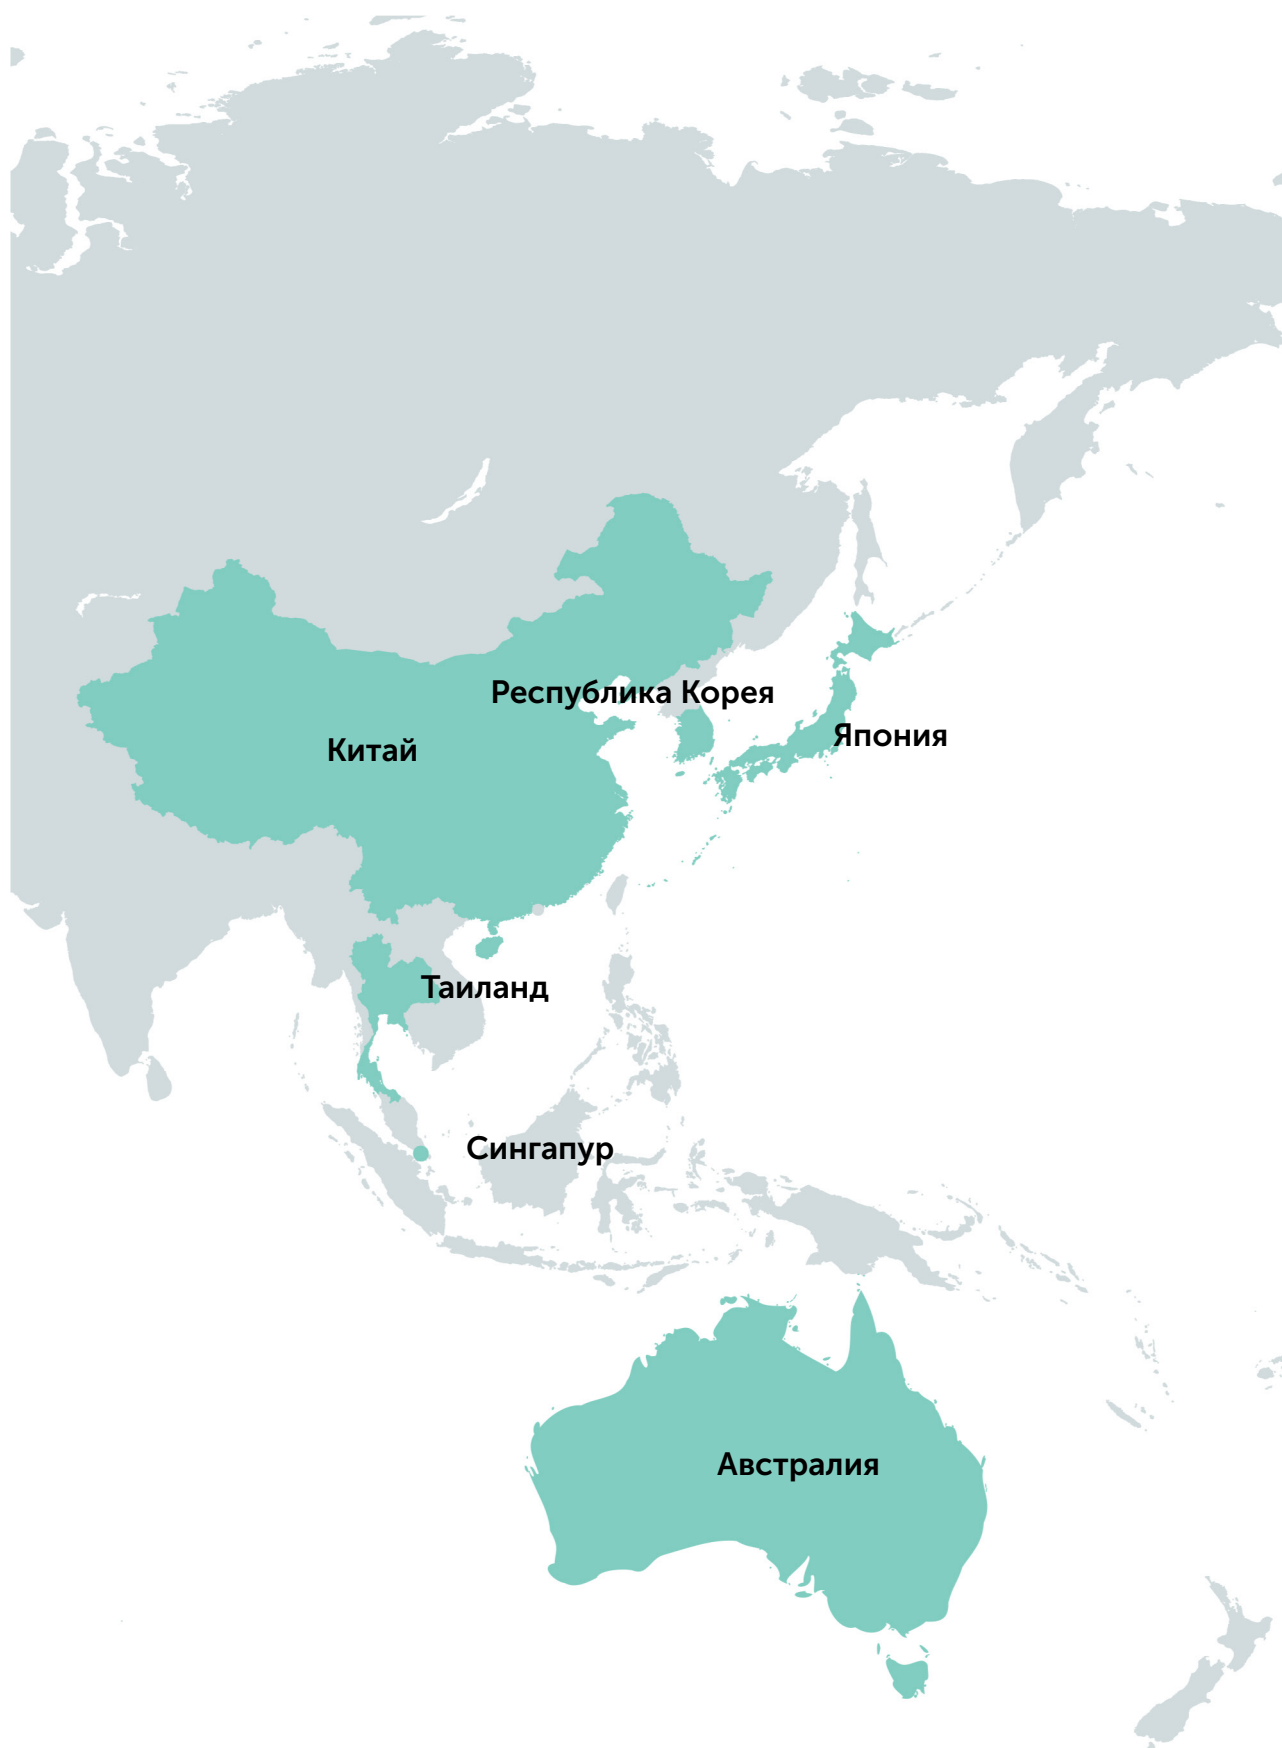 Республика Корея
Япония
Китай
Таиланд
Сингапур
Австралия